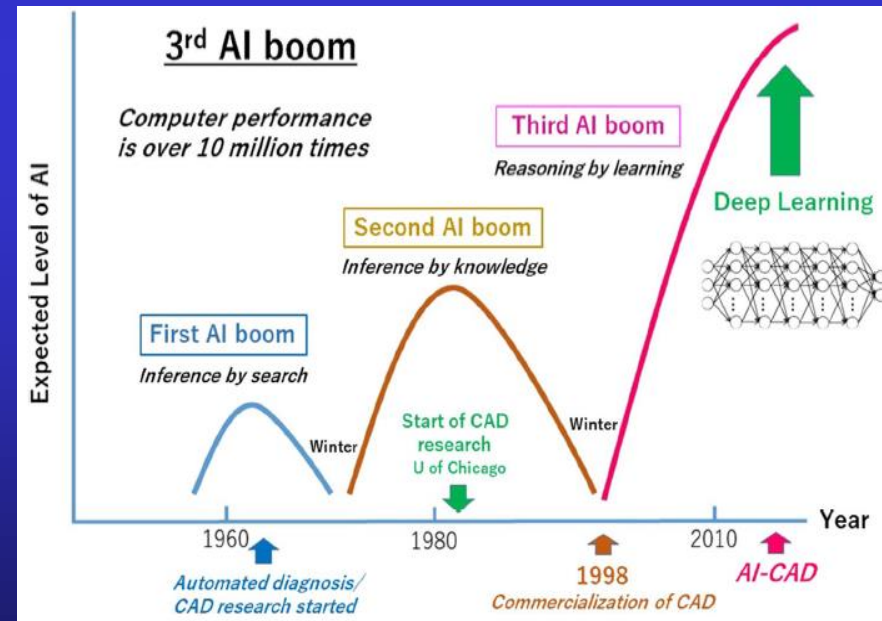 3rd AI boom
Computer performance
is over 10 million times
Third AI boom
Reasoning by learning
Deep Learning
Second AI boom
Inference by knowledge
First AI boom
Inference by search
Expected Level of AI
Winter
Start of CAD
research
U of Chicago
Winter
1960
1980
2010
Year
Automated diagnosis/
CAD research started
1998
Commercialization of CAD
AI-CAD